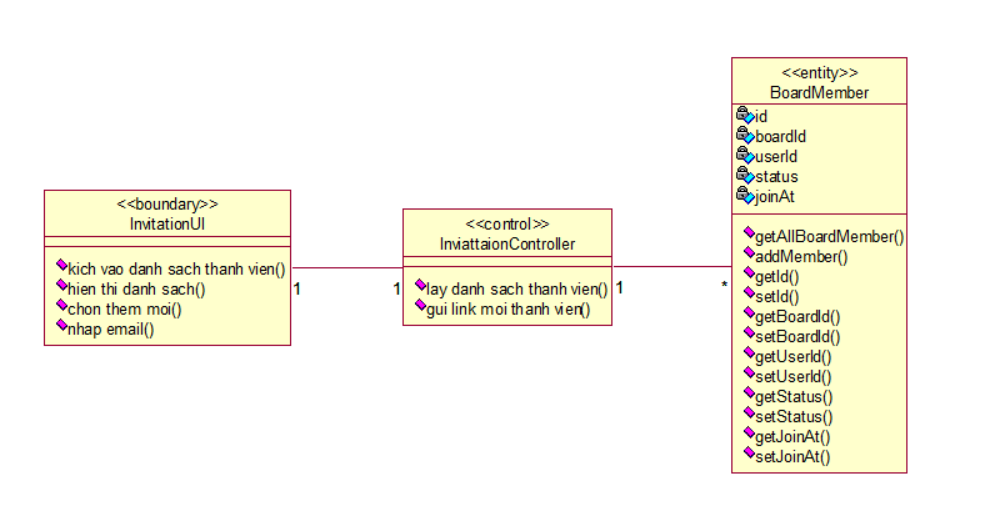 <<boundary>>
InvitationUI
kich vao danh sach thanh vien()
hien thi danh sach()
chon them moi()
nhap email()
1
1
<<control>>
InviattaionController
lay danh sach thanh vien()
gui link moi thanh vien()
1
*
<<entity>>
BoardMember
id
boardId
userId
status
joinAt
getAllBoardMember()
addMember()
getId()
setId()
getBoardId()
setBoardId()
getUserId()
setUserId()
getStatus()
setStatus()
getJoinAt()
setJoinAt()